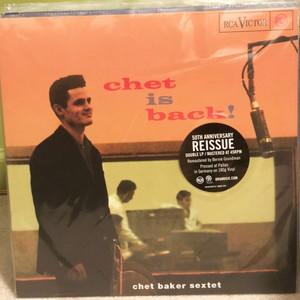 RCA VICTOR
chet
is
back!
50TH ANNIVERSARY
REISSUE
DOUBLE LP / MASTERED AT 45RPM
Remastered by Bernie Grundman
Pressed at Pallas
in Germany on 180g Vinyl
chet baker sextet